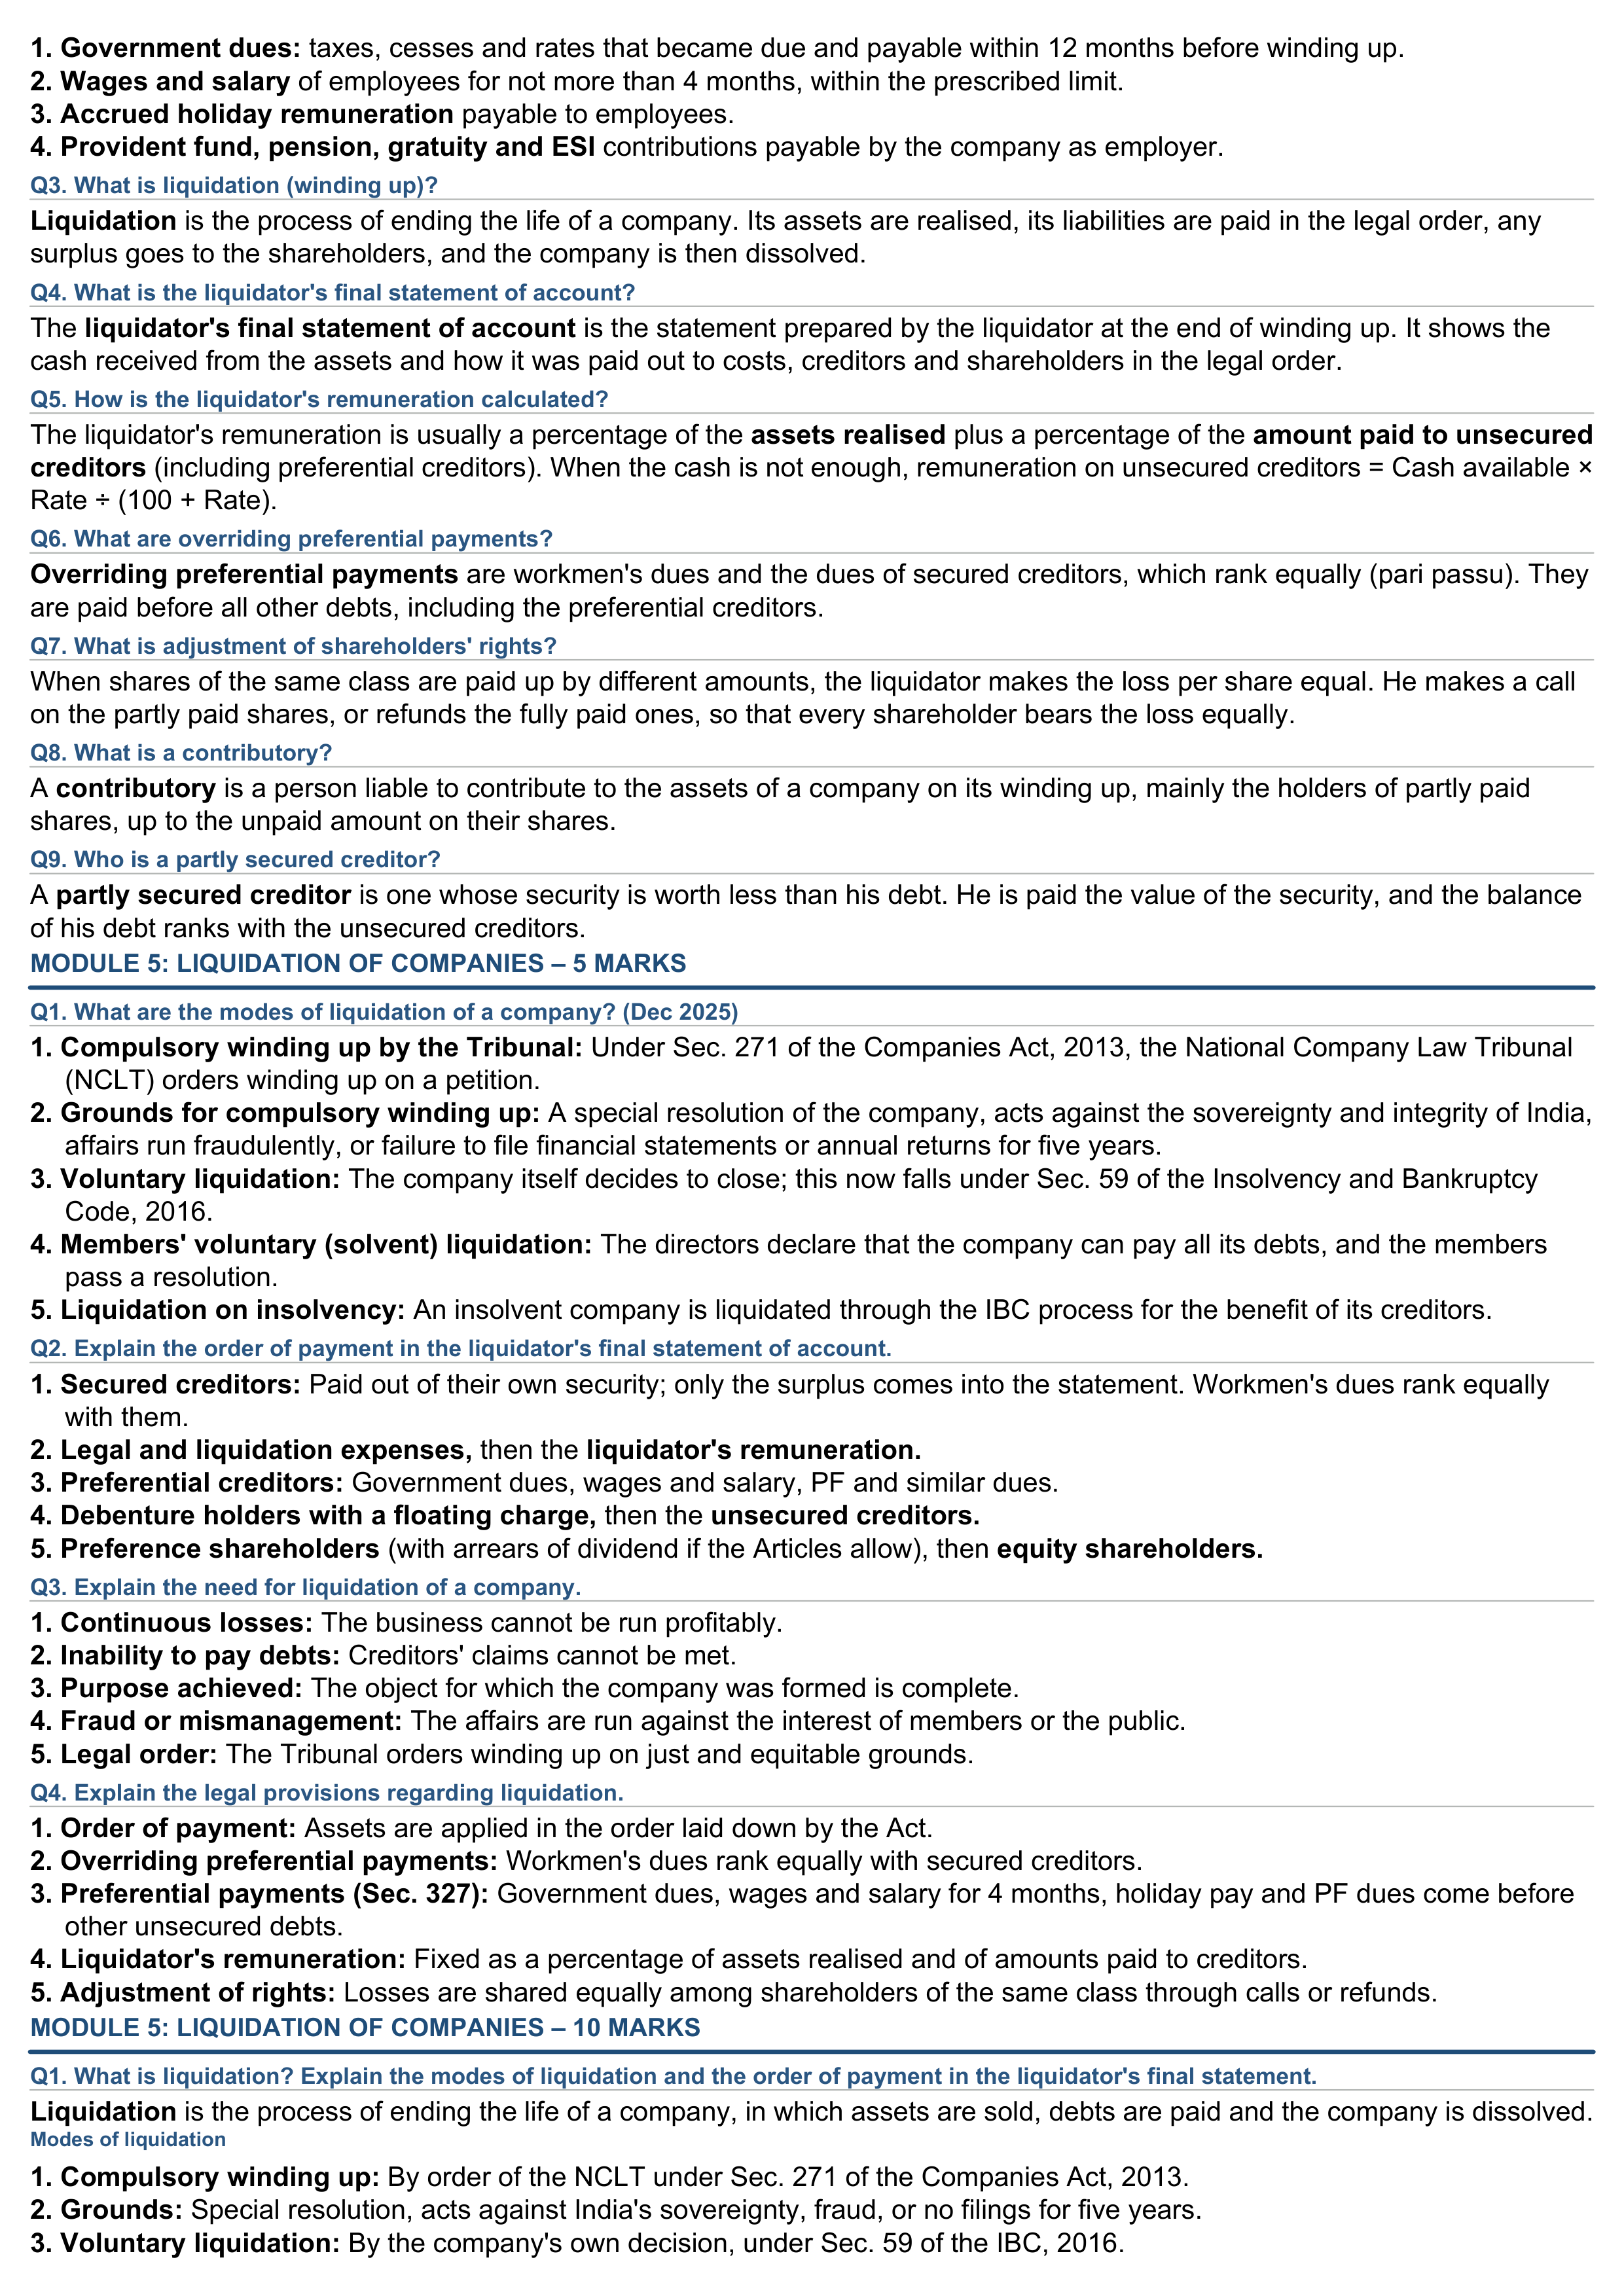 1. Government dues: taxes, cesses and rates that became due and payable within 12 months before winding up.
2. Wages and salary of employees for not more than 4 months, within the prescribed limit.
3. Accrued holiday remuneration payable to employees.
4. Provident fund, pension, gratuity and ESI contributions payable by the company as employer.
Q3. What is liquidation (winding up)?
Liquidation is the process of ending the life of a company. Its assets are realised, its liabilities are paid in the legal order, any
surplus goes to the shareholders, and the company is then dissolved.
Q4. What is the liquidator's final statement of account?
The liquidator's final statement of account is the statement prepared by the liquidator at the end of winding up. It shows the
cash received from the assets and how it was paid out to costs, creditors and shareholders in the legal order.
Q5. How is the liquidator's remuneration calculated?
The liquidator's remuneration is usually a percentage of the assets realised plus a percentage of the amount paid to unsecured
creditors (including preferential creditors). When the cash is not enough, remuneration on unsecured creditors = Cash available ×
Rate ÷ (100 + Rate).
Q6. What are overriding preferential payments?
Overriding preferential payments are workmen's dues and the dues of secured creditors, which rank equally (pari passu). They
are paid before all other debts, including the preferential creditors.
Q7. What is adjustment of shareholders' rights?
When shares of the same class are paid up by different amounts, the liquidator makes the loss per share equal. He makes a call
on the partly paid shares, or refunds the fully paid ones, so that every shareholder bears the loss equally.
Q8. What is a contributory?
A contributory is a person liable to contribute to the assets of a company on its winding up, mainly the holders of partly paid
shares, up to the unpaid amount on their shares.
Q9. Who is a partly secured creditor?
A partly secured creditor is one whose security is worth less than his debt. He is paid the value of the security, and the balance
of his debt ranks with the unsecured creditors.
MODULE 5: LIQUIDATION OF COMPANIES – 5 MARKS
Q1. What are the modes of liquidation of a company? (Dec 2025)
1. Compulsory winding up by the Tribunal: Under Sec. 271 of the Companies Act, 2013, the National Company Law Tribunal
(NCLT) orders winding up on a petition.
2. Grounds for compulsory winding up: A special resolution of the company, acts against the sovereignty and integrity of India,
affairs run fraudulently, or failure to file financial statements or annual returns for five years.
3. Voluntary liquidation: The company itself decides to close; this now falls under Sec. 59 of the Insolvency and Bankruptcy
Code, 2016.
4. Members' voluntary (solvent) liquidation: The directors declare that the company can pay all its debts, and the members
pass a resolution.
5. Liquidation on insolvency: An insolvent company is liquidated through the IBC process for the benefit of its creditors.
Q2. Explain the order of payment in the liquidator's final statement of account.
1. Secured creditors: Paid out of their own security; only the surplus comes into the statement. Workmen's dues rank equally
with them.
2. Legal and liquidation expenses, then the liquidator's remuneration.
3. Preferential creditors: Government dues, wages and salary, PF and similar dues.
4. Debenture holders with a floating charge, then the unsecured creditors.
5. Preference shareholders (with arrears of dividend if the Articles allow), then equity shareholders.
Q3. Explain the need for liquidation of a company.
1. Continuous losses: The business cannot be run profitably.
2. Inability to pay debts: Creditors' claims cannot be met.
3. Purpose achieved: The object for which the company was formed is complete.
4. Fraud or mismanagement: The affairs are run against the interest of members or the public.
5. Legal order: The Tribunal orders winding up on just and equitable grounds.
Q4. Explain the legal provisions regarding liquidation.
1. Order of payment: Assets are applied in the order laid down by the Act.
2. Overriding preferential payments: Workmen's dues rank equally with secured creditors.
3. Preferential payments (Sec. 327): Government dues, wages and salary for 4 months, holiday pay and PF dues come before
other unsecured debts.
4. Liquidator's remuneration: Fixed as a percentage of assets realised and of amounts paid to creditors.
5. Adjustment of rights: Losses are shared equally among shareholders of the same class through calls or refunds.
MODULE 5: LIQUIDATION OF COMPANIES – 10 MARKS
Q1. What is liquidation? Explain the modes of liquidation and the order of payment in the liquidator's final statement.
Liquidation is the process of ending the life of a company, in which assets are sold, debts are paid and the company is dissolved.
Modes of liquidation
1. Compulsory winding up: By order of the NCLT under Sec. 271 of the Companies Act, 2013.
2. Grounds: Special resolution, acts against India's sovereignty, fraud, or no filings for five years.
3. Voluntary liquidation: By the company's own decision, under Sec. 59 of the IBC, 2016.